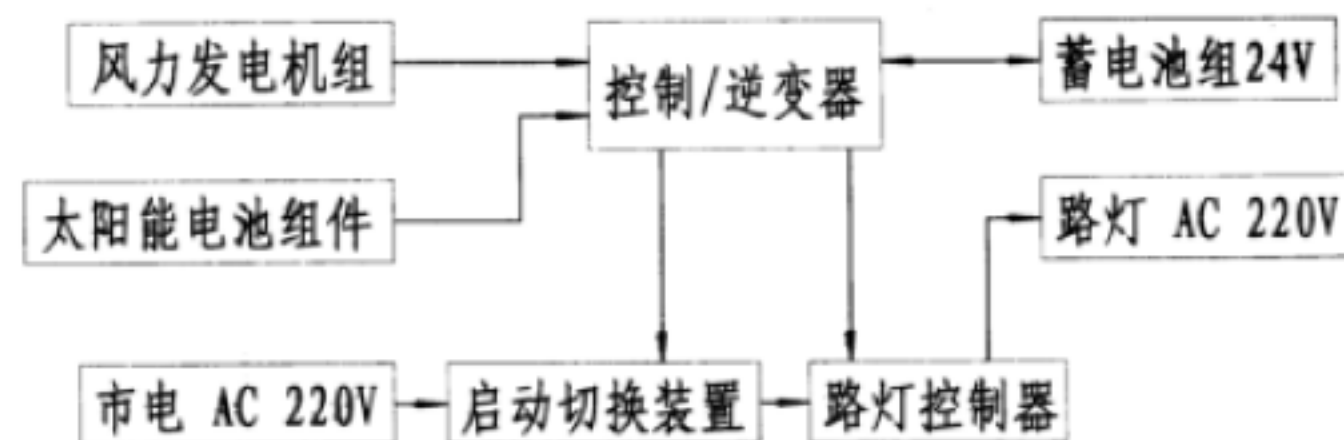 风力发电机组
控制/逆变器
蓄电池组24V
太阳能电池组件
路灯 AC 220V
市电 AC 220V
启动切换装置
路灯控制器